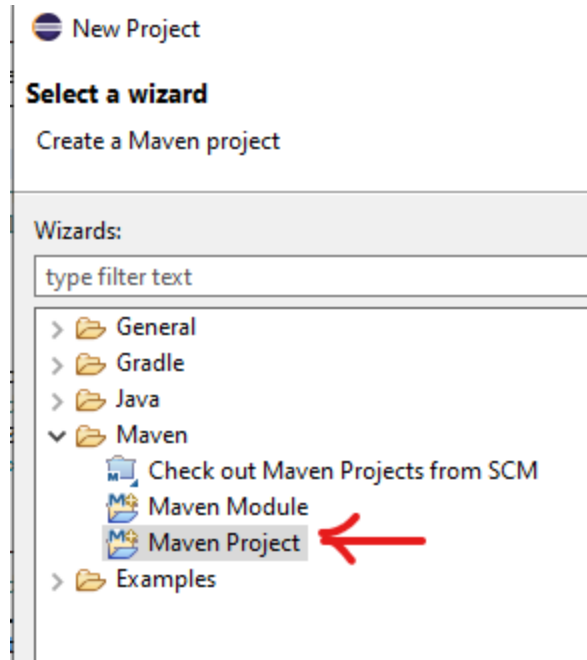 New Project
Select a wizard
Create a Maven project
Wizards:
type filter text
General
Gradle
Java
Maven
Check out Maven Projects from SCM
Maven Module
Maven Project
Examples